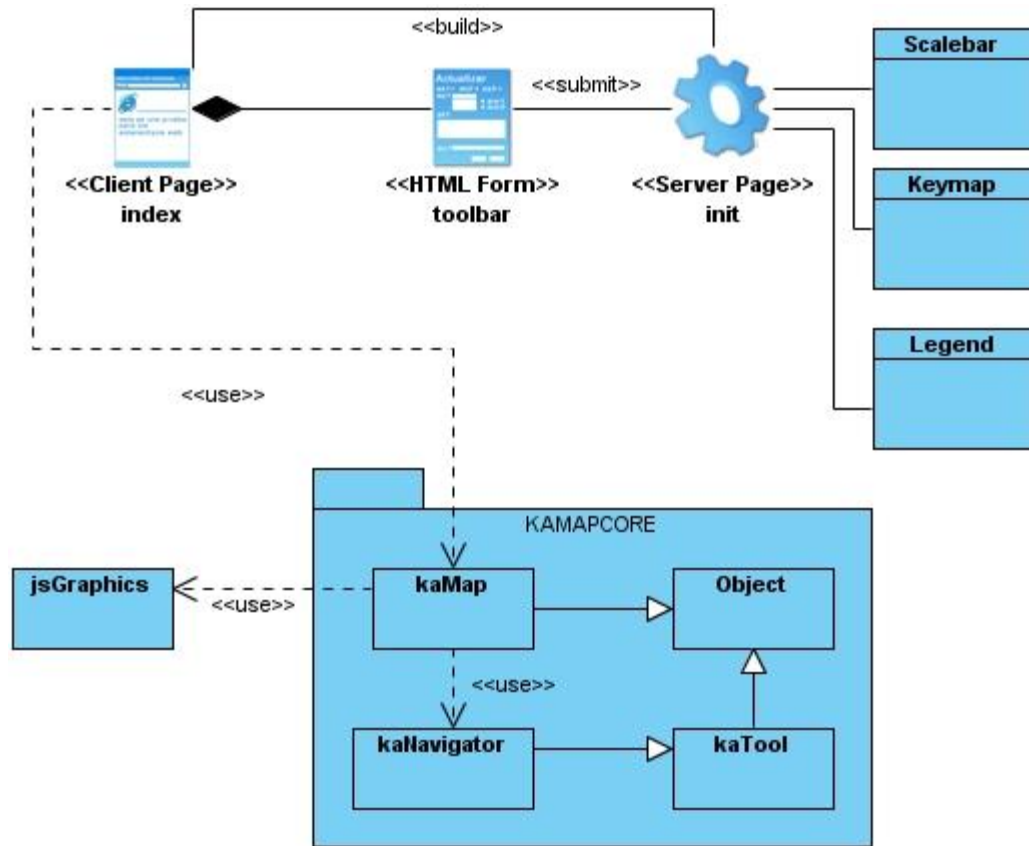 <<build>>
Scalebar
Actualizar
<<submit>>
<<Client Page>>
index
<<HTML Form>>
toolbar
<<Server Page>>
init
Keymap
Legend
<<use>>
KAMAPCORE
jsGraphics
<<use>>
kaMap
Object
<<use>>
kaNavigator
kaTool